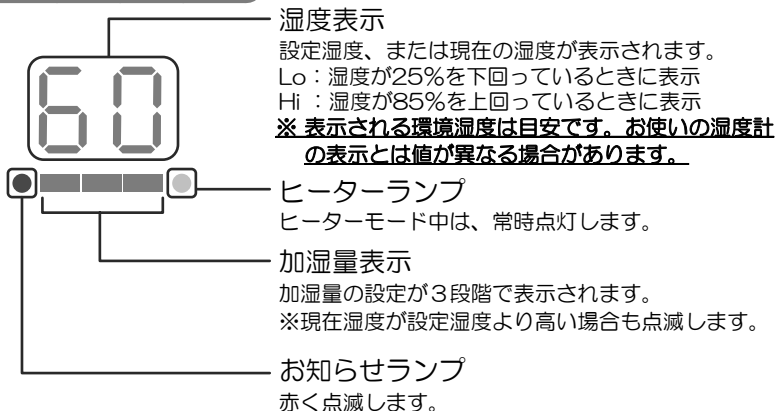 湿度表示
設定湿度、または現在の湿度が表示されます。
Lo：湿度が25％を下回っているときに表示
Hi ：湿度が85％を上回っているときに表示
※ 表示される環境湿度は目安です。お使いの湿度計
の表示とは値が異なる場合があります。
60
ヒーターランプ
ヒーターモード中は、常時点灯します。
加湿量表示
加湿量の設定が３段階で表示されます。
※現在湿度が設定湿度より高い場合も点滅します。
お知らせランプ
赤く点滅します。